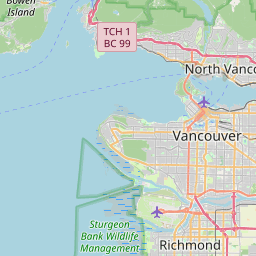 Bowen
Island
TCH 1
BC 99
North Vanco
Vancouver
Sturgeon
Bank Wildlife
Management
Richmond